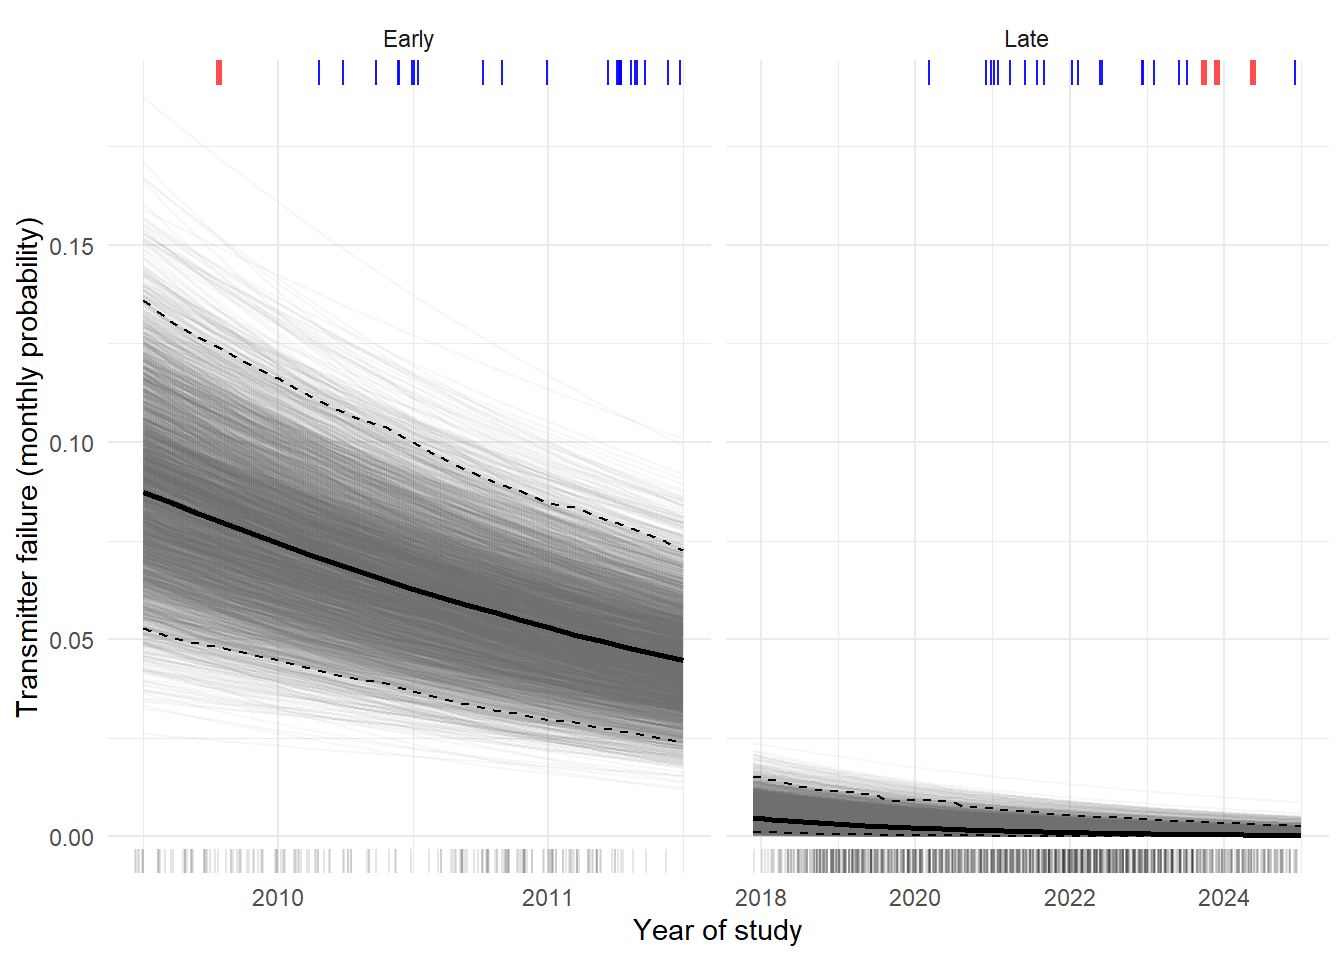 Early
Late
Transmitter failure (monthly probability)
0.15
0.10
0.05
0.00
2010
2011
2018
2020
2022
2024
Year of study